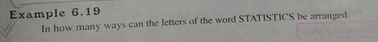 Example 6.19
In how many ways can the letters of the word STATISTICS be arranged.